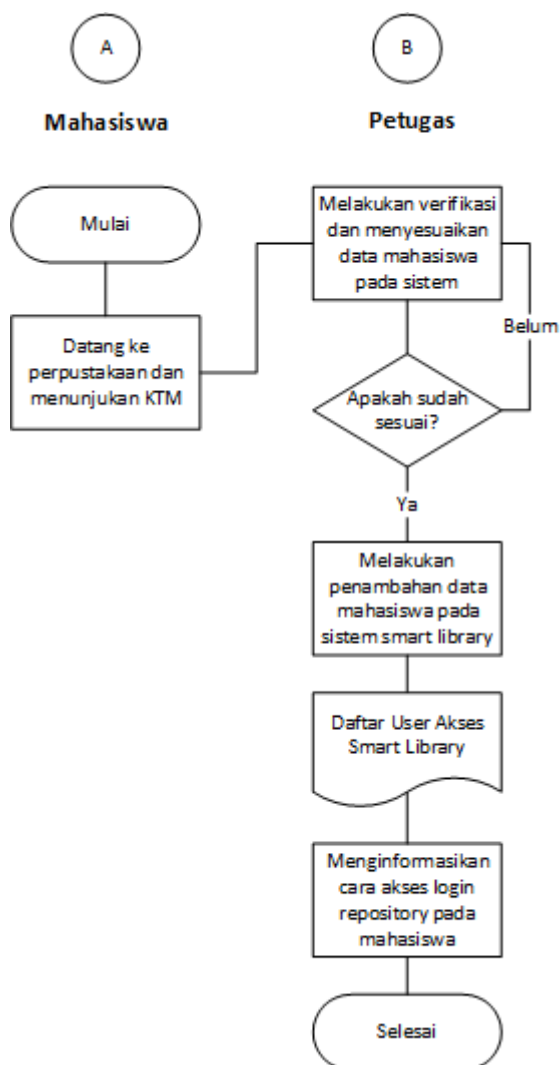 A
B
Mahasiswa
Petugas
Mulai
Datang ke
perpustakaan dan
menunjukan KTM
Melakukan verifikasi
dan menyesuaikan
data mahasiswa
pada sistem
Belum
Apakah sudah
sesuai?
Ya
Melakukan
penambahan data
mahasiswa pada
sistem smart library
Daftar User Akses
Smart Library
Menginformasikan
cara akses login
repository pada
mahasiswa
Selesai